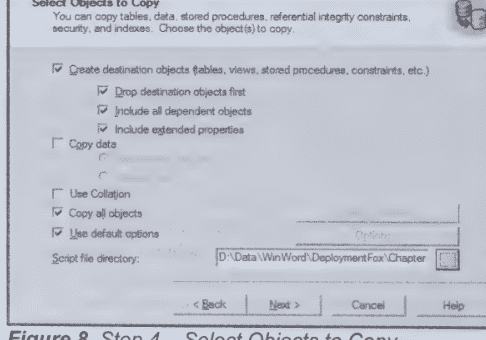 Select Objects to Copy
You can copy tables, data, stored procedures, referential integrity constraints,
security, and indexes. Choose the object(s) to copy.
Create destination objects (tables, views, stored procedures, constraints, etc.)
Drop destination objects first
Include all dependent objects
Include extended properties
Copy data
Use Collation
Copy all objects
Use default options
Options
Script file directory:
D:\Data\WinWord\DeploymentFox\Chapter
< Back
Next >
Cancel
Help
Figure 8. Step 4 – Select Objects to Copy